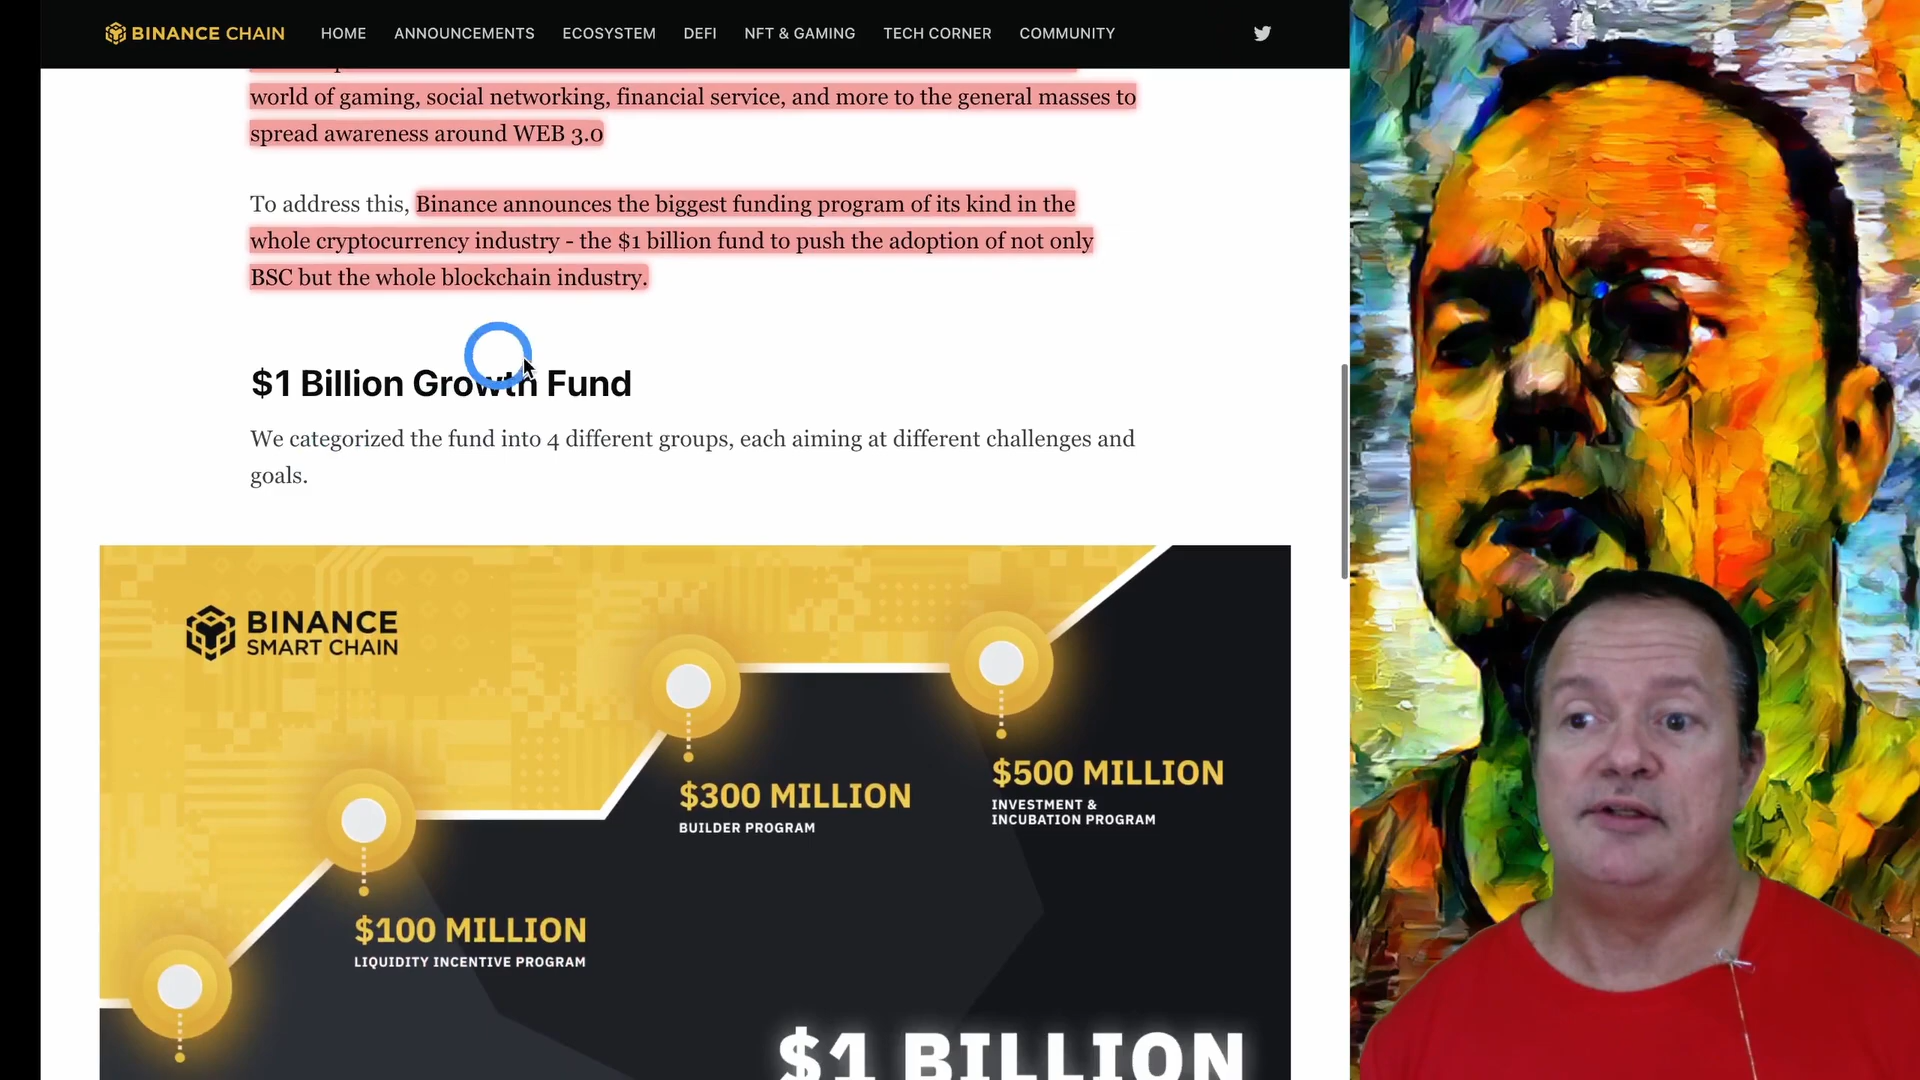 BINANCE CHAIN HOME ANNOUNCEMENTS ECOSYSTEM DEFI NFT & GAMING TECH CORNER COMMUNITY
world of gaming, social networking, financial service, and more to the general masses to
spread awareness around WEB 3.0
To address this, Binance announces the biggest funding program of its kind in the
whole cryptocurrency industry - the $1 billion fund to push the adoption of not only
BSC but the whole blockchain industry.
$1 Billion Growth Fund
We categorized the fund into 4 different groups, each aiming at different challenges and
goals.
BINANCE
SMART CHAIN
$500 MILLION
INVESTMENT &
INCUBATION PROGRAM
$300 MILLION
BUILDER PROGRAM
$100 MILLION
LIQUIDITY INCENTIVE PROGRAM
$1 BILLION